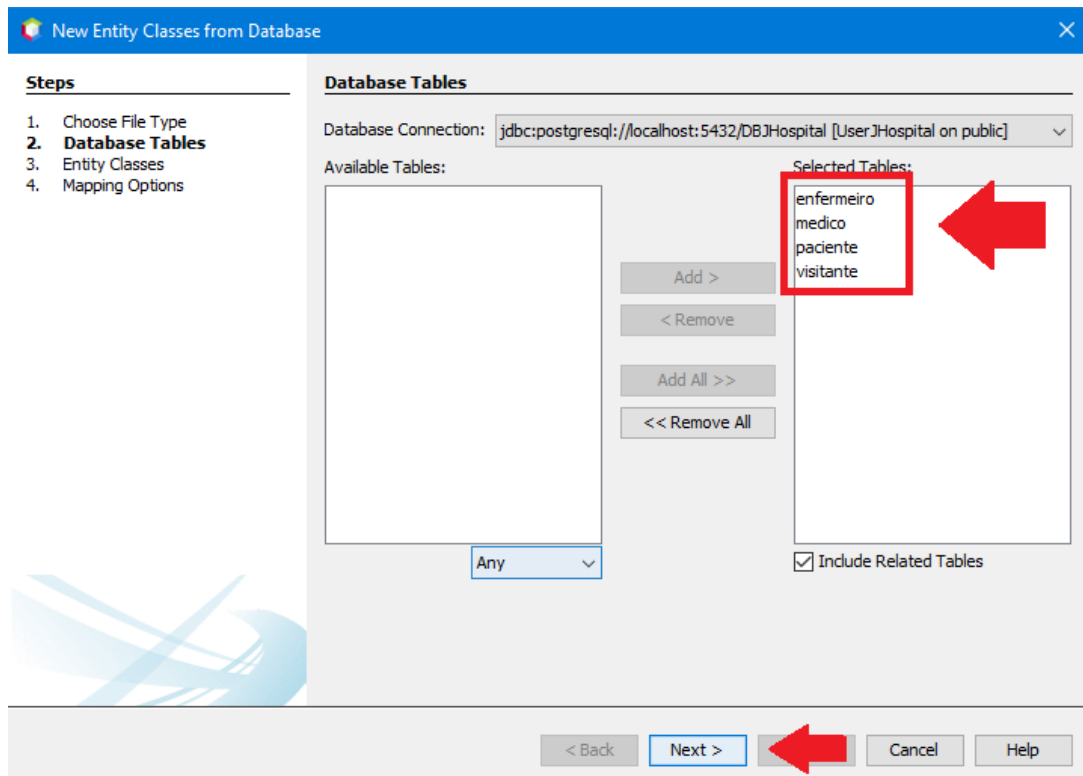 New Entity Classes from Database
Steps
1. Choose File Type
2. Database Tables
3. Entity Classes
4. Mapping Options
Database Tables
Database Connection: jdbc:postgresql://localhost:5432/DBJHospital [UserJHospital on public]
Available Tables:
Selected Tables:
enfermeiro
medico
paciente
visitante
Add >
< Remove
Add All >>
<< Remove All
Any
Include Related Tables
< Back
Next >
Cancel
Help